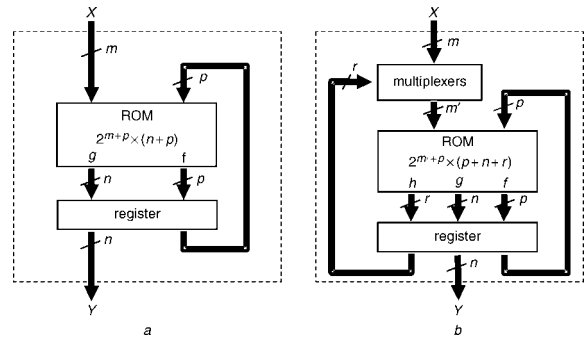 X
m
p
ROM
2^{m+p}×(n+p)
g f
n p
register
n
Y
a
X
m
r
multiplexers
m′
p
ROM
2^{m′+p}×(p+n+r)
h g f
r n p
register
n
Y
b